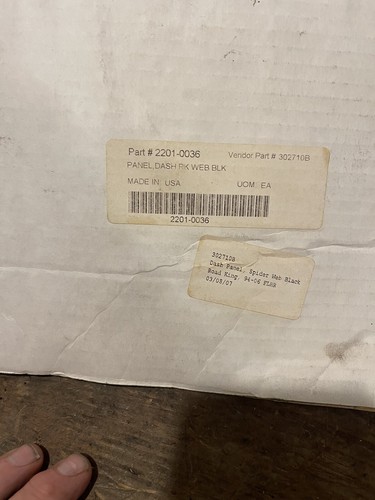 Part # 2201-0036 Vendor Part # 302710B
PANEL,DASH RK WEB BLK
MADE IN: USA UOM: EA
2201-0036
302710B
Dash Panel, Spider Web Black
Road King, 94-06 FLHR
03/08/07